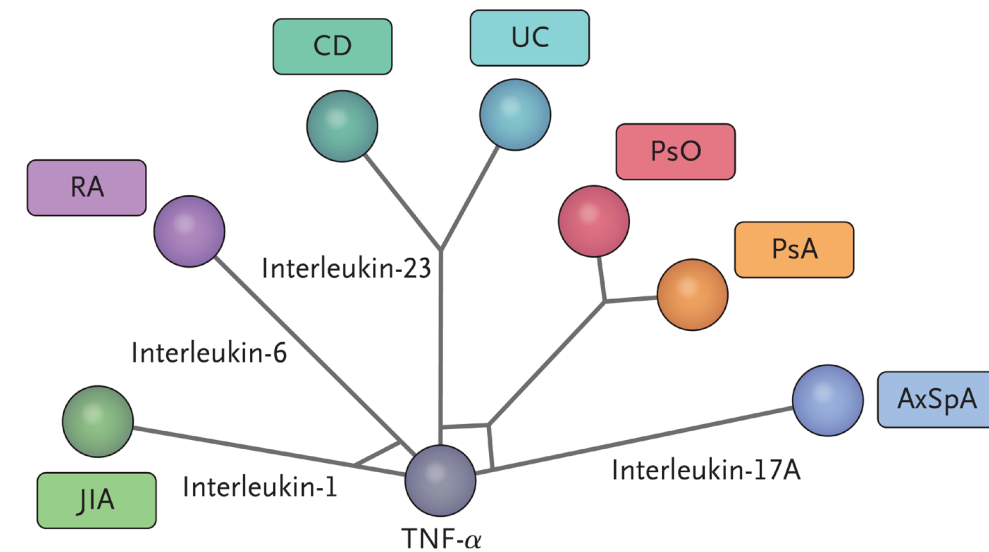 CD
UC
PsO
RA
PsA
Interleukin-23
Interleukin-6
AxSpA
Interleukin-17A
Interleukin-1
JIA
TNF-α